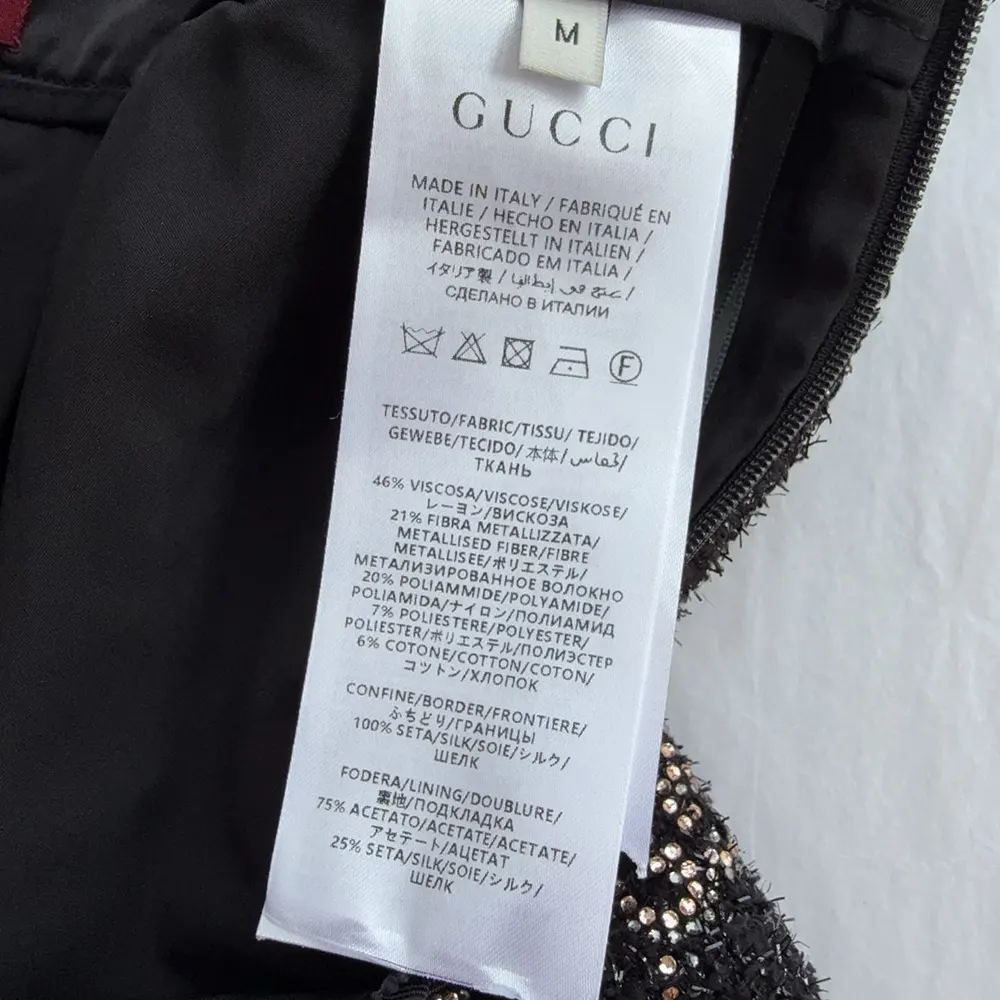 M
GUCCI
MADE IN ITALY / FABRIQUÉ EN
ITALIE / HECHO EN ITALIA /
HERGESTELLT IN ITALIEN /
FABRICADO EM ITALIA /
イタリア製 / صنع في إيطاليا /
СДЕЛАНО В ИТАЛИИ
F
TESSUTO/FABRIC/TISSU/ TEJIDO/
GEWEBE/TECIDO/ 本体/ قماش/
ТКАНЬ
46% VISCOSA/VISCOSE/VISKOSE/
レーヨン/ВИСКОЗА
21% FIBRA METALLIZZATA/
METALLISED FIBER/FIBRE
METALLISEE/ポリエステル/
МЕТАЛИЗИРОВАННОЕ ВОЛОКНО
20% POLIAMMIDE/POLYAMIDE/
POLIAMIDA/ナイロン/ПОЛИАМИД
7% POLIESTERE/POLYESTER/
POLIESTER/ポリエステル/ПОЛИЭСТЕР
6% COTONE/COTTON/COTON/
コットン/ХЛОПОК
CONFINE/BORDER/FRONTIERE/
ふちどり/ГРАНИЦЫ
100% SETA/SILK/SOIE/シルク/
ШЕЛК
FODERA/LINING/DOUBLURE/
裏地/ПОДКЛАДКА
75% ACETATO/ACETATE/ACETATE/
アセテート/АЦЕТАТ
25% SETA/SILK/SOIE/シルク/
ШЕЛК